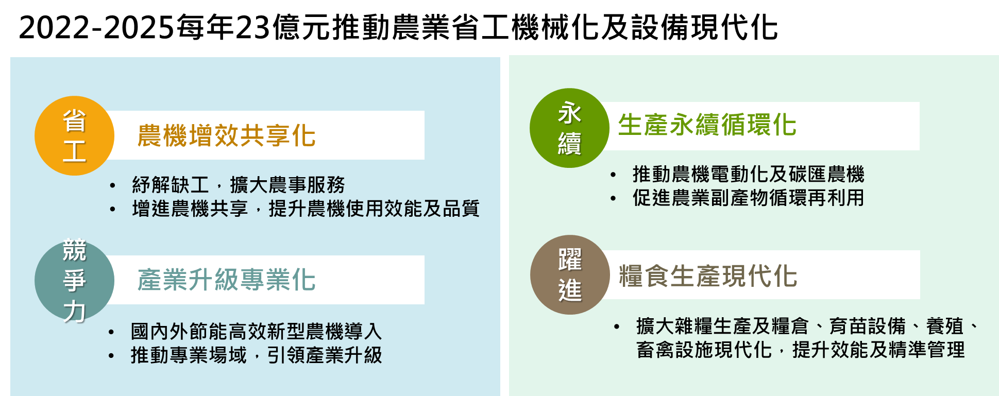 2022-2025每年23億元推動農業省工機械化及設備現代化
省
工
農機增效共享化
• 紓解缺工，擴大農事服務
• 增進農機共享，提升農機使用效能及品質
競
爭
力
產業升級專業化
• 國內外節能高效新型農機導入
• 推動專業場域，引領產業升級
永
續
生產永續循環化
• 推動農機電動化及碳匯農機
• 促進農業副產物循環再利用
躍
進
糧食生產現代化
• 擴大雜糧生產及糧倉、育苗設備、養殖、
畜禽設施現代化，提升效能及精準管理